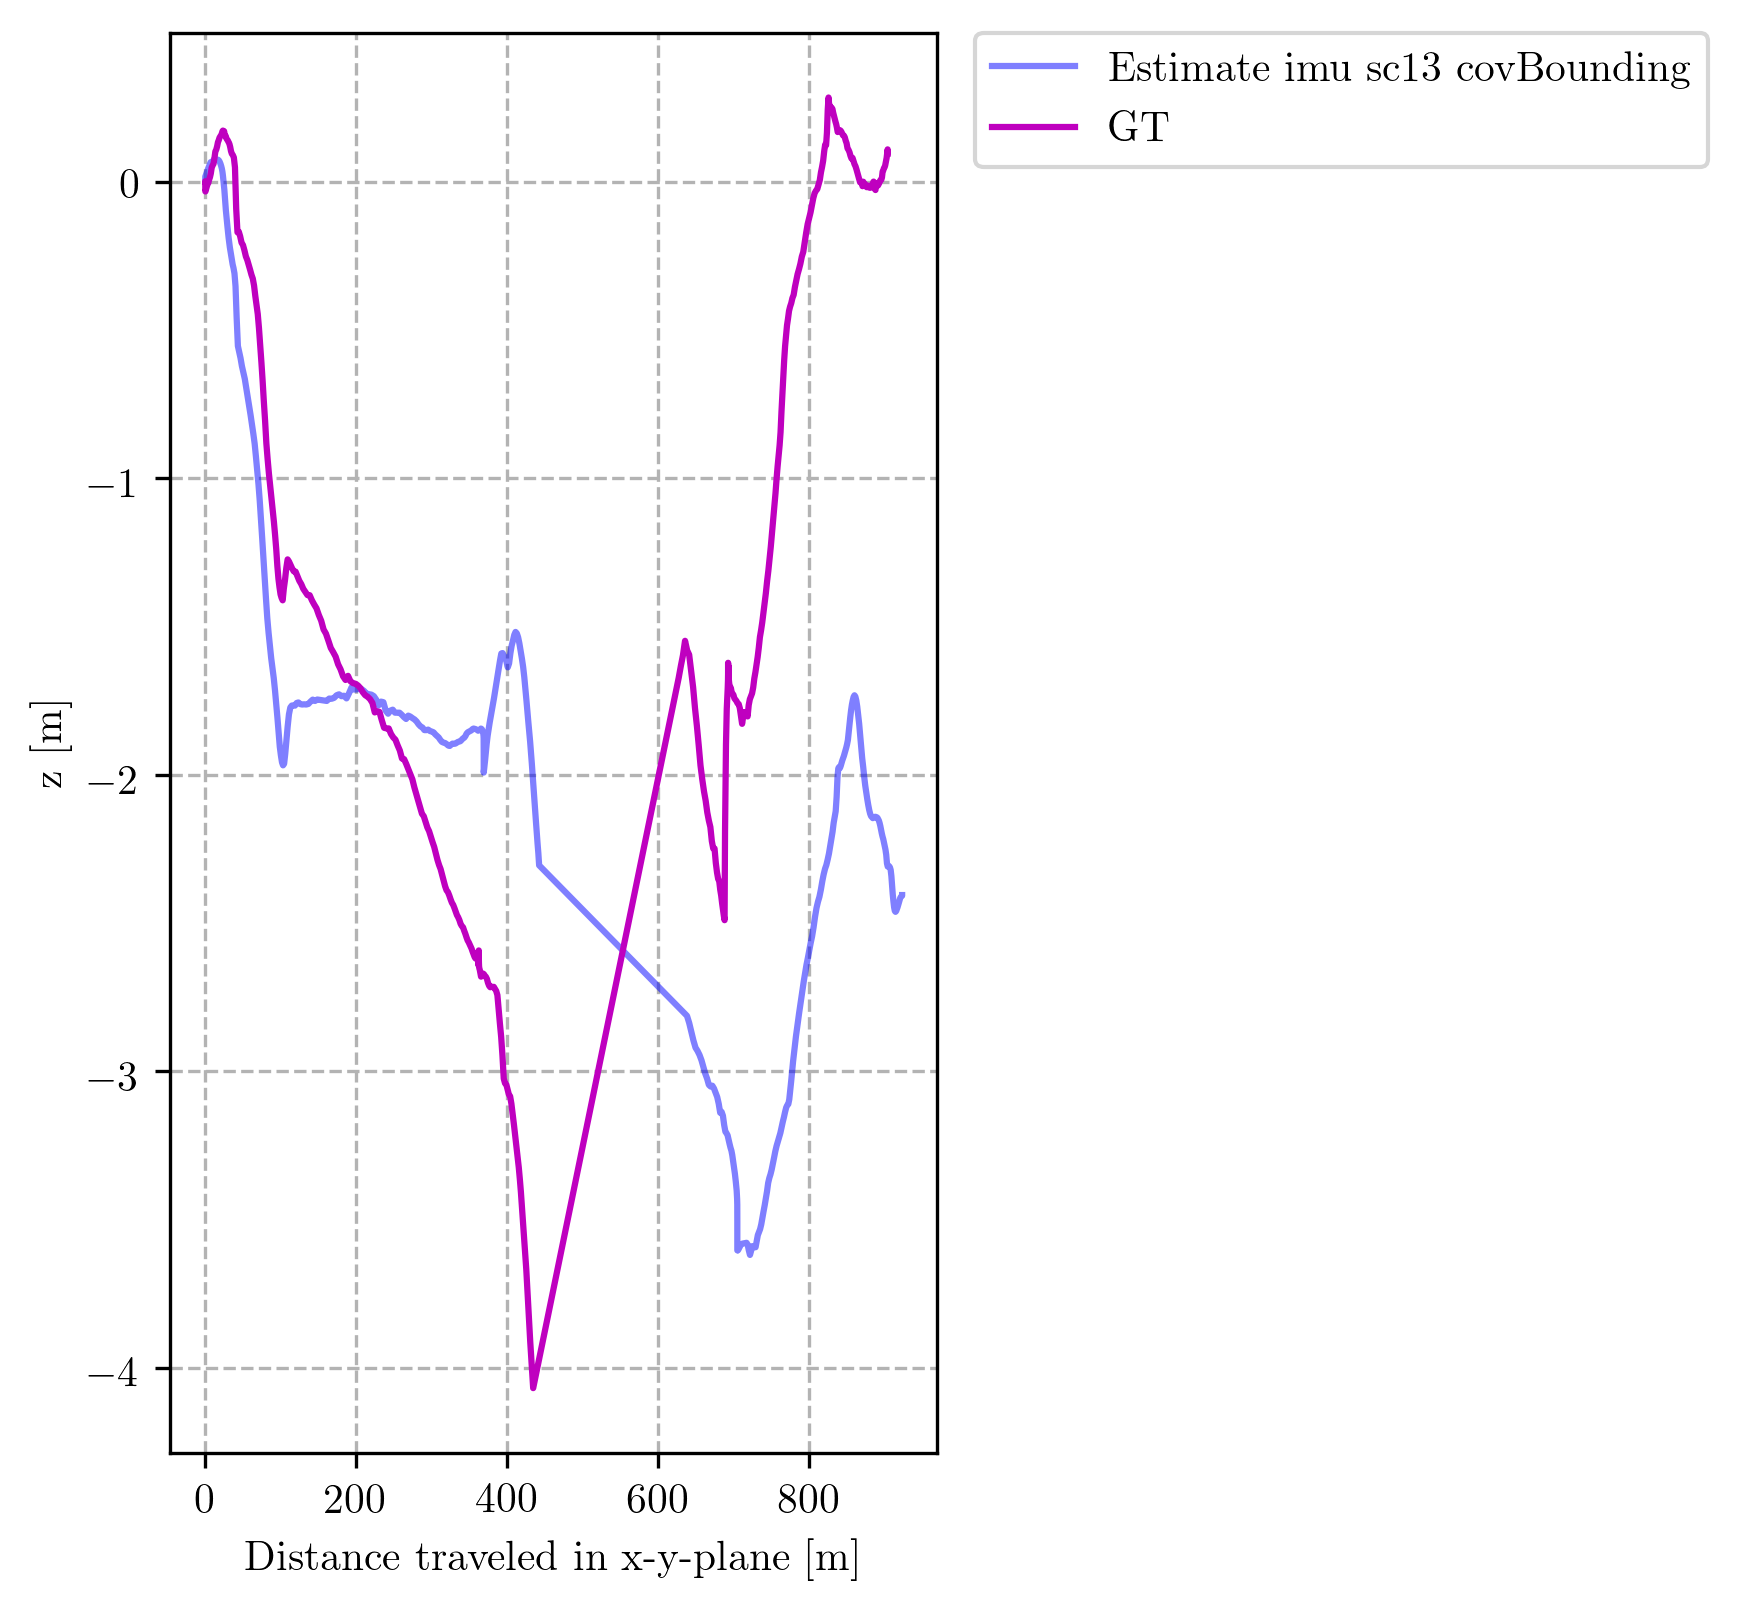 Estimate imu sc13 covBounding
GT
z [m]
0
−1
−2
−3
−4
0 200 400 600 800
Distance traveled in x-y-plane [m]